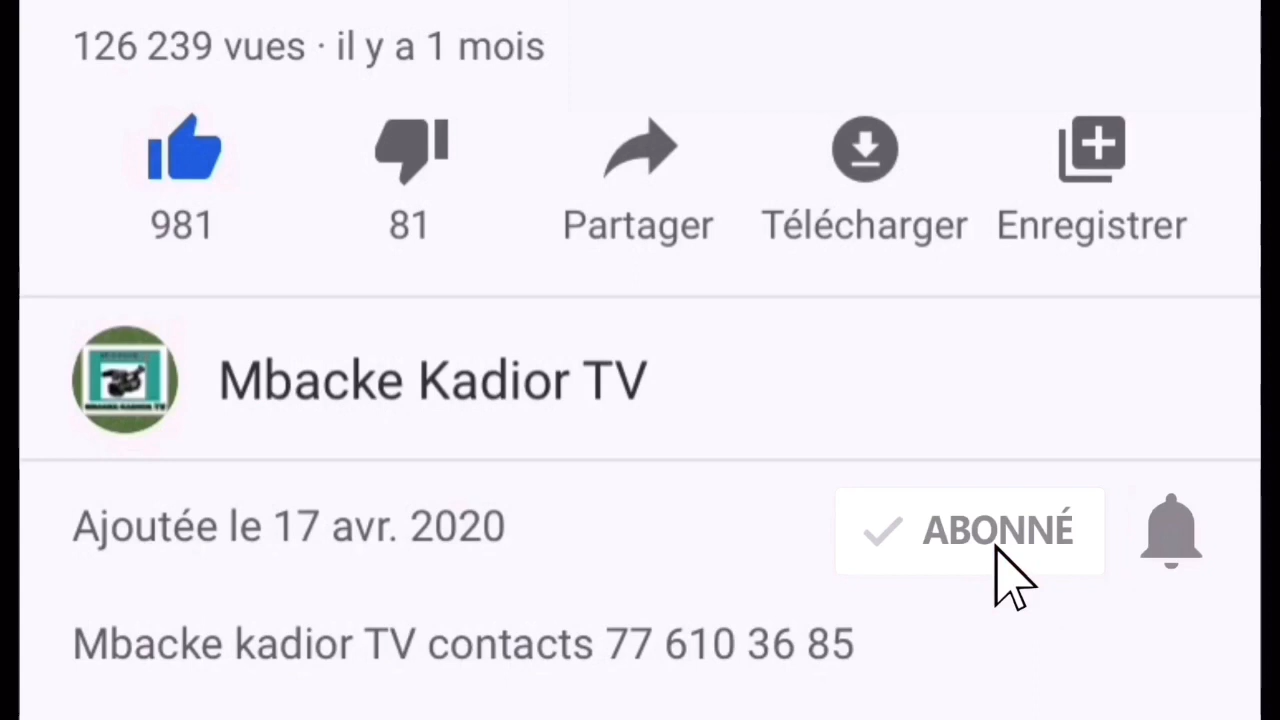 126 239 vues · il y a 1 mois
981 81 Partager Télécharger Enregistrer
Mbacke Kadior TV
Ajoutée le 17 avr. 2020
ABONNÉ
Mbacke kadior TV contacts 77 610 36 85